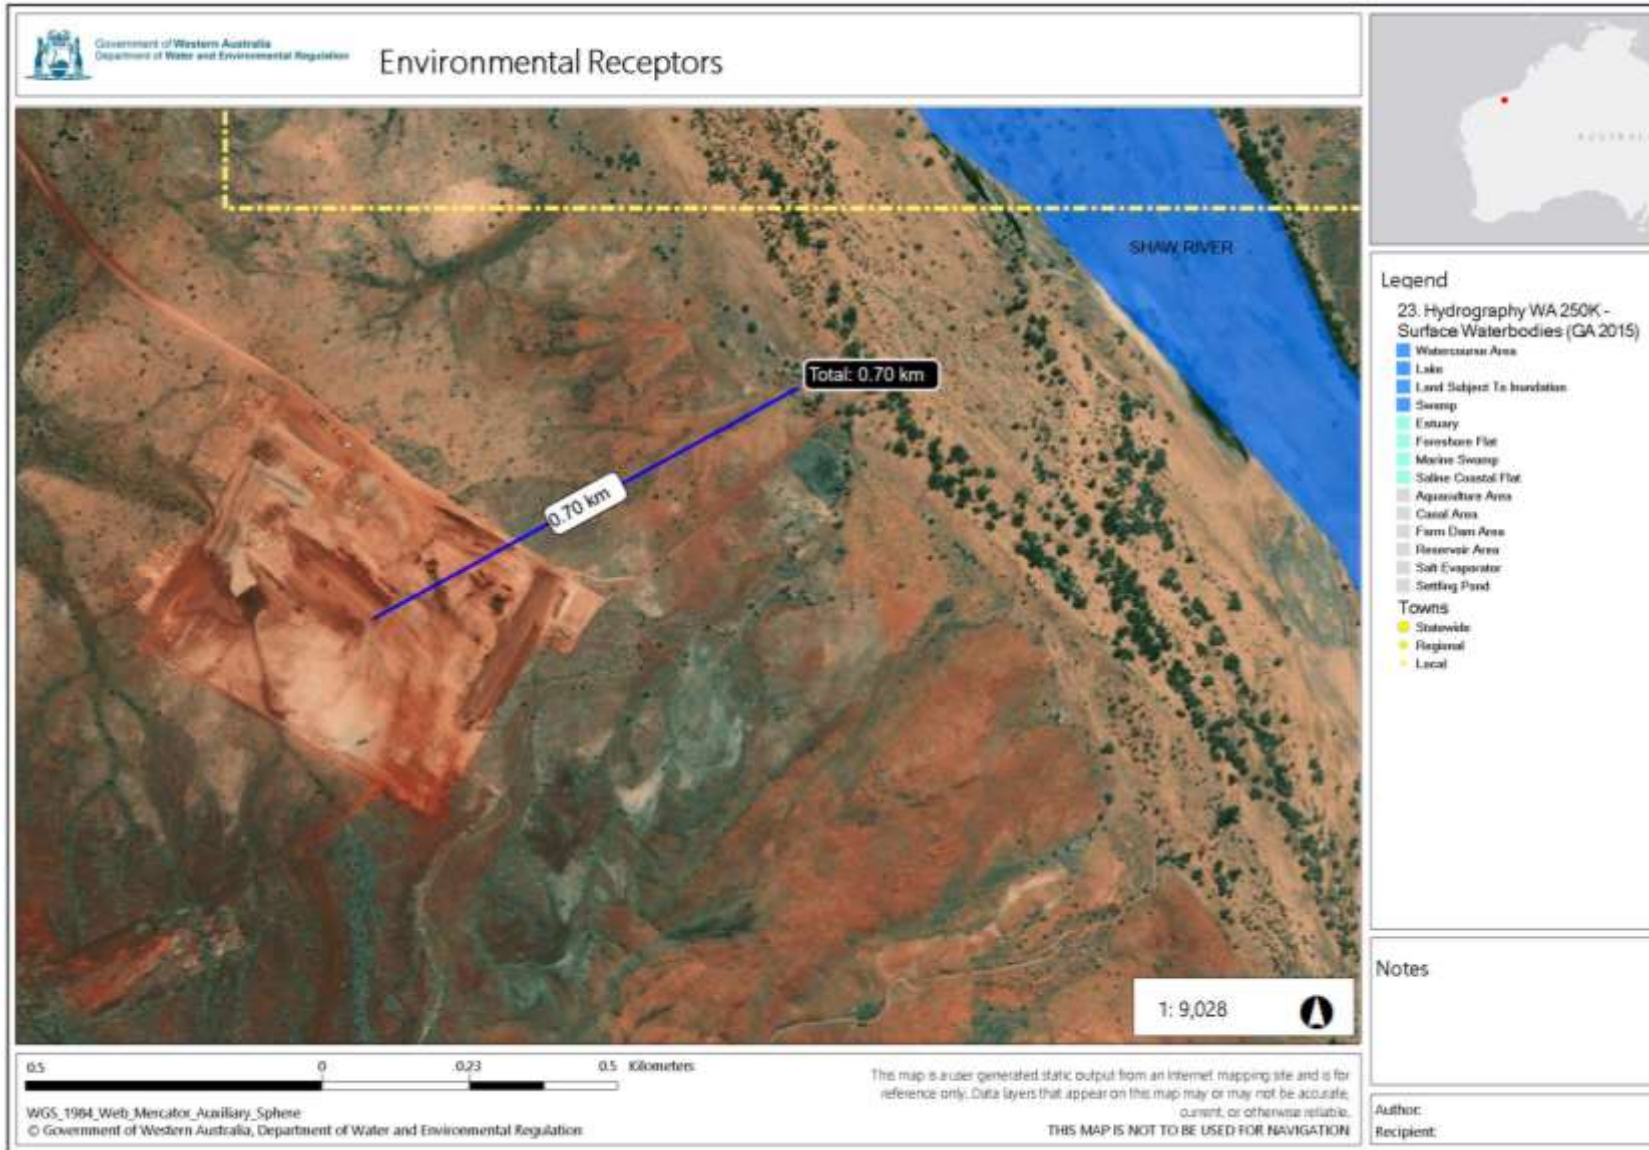 Government of Western Australia
Department of Water and Environmental Regulation
Environmental Receptors
AUSTRALIA
SHAW RIVER
Total: 0.70 km
0.70 km
1: 9,028
Legend
23. Hydrography WA 250K -
Surface Waterbodies (GA 2015)
Watercourse Area
Lake
Land Subject To Inundation
Swamp
Estuary
Foreshore Flat
Marine Swamp
Saline Coastal Flat
Aquaculture Area
Canal Area
Farm Dam Area
Reservoir Area
Salt Evaporator
Settling Pond
Towns
Statewide
Regional
Local
Notes
0.5 0 0.23 0.5 Kilometers
WGS_1984_Web_Mercator_Auxiliary_Sphere
© Government of Western Australia, Department of Water and Environmental Regulation
This map is a user generated static output from an Internet mapping site and is for
reference only. Data layers that appear on this map may or may not be accurate,
current, or otherwise reliable.
THIS MAP IS NOT TO BE USED FOR NAVIGATION
Author:
Recipient: